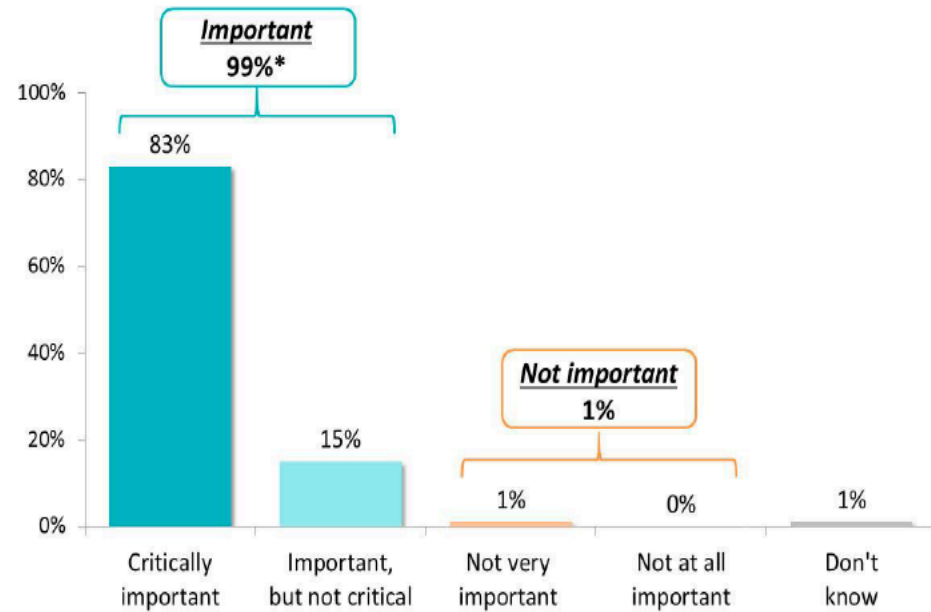 Important
99%*
100%
83%
80%
60%
40%
Not important
1%
20%
15%
1%
0%
1%
0%
Critically
important
Important,
but not critical
Not very
important
Not at all
important
Don't
know